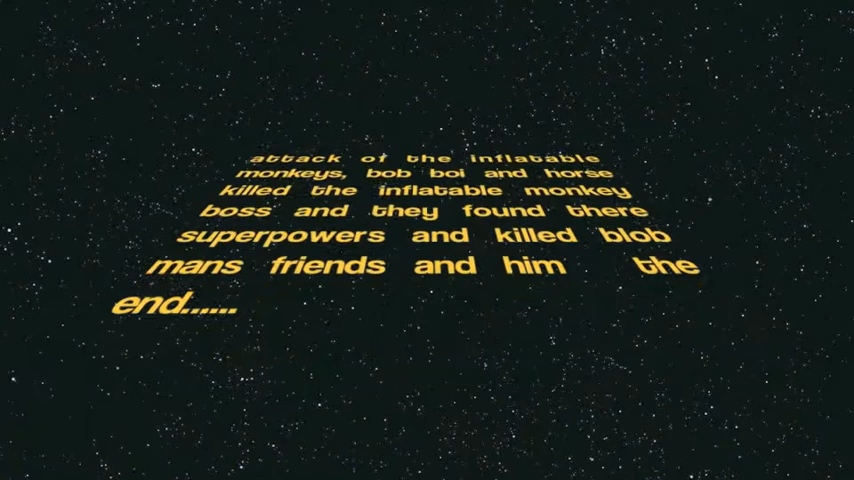 attack of the inflatable
monkeys, bob boi and horse
killed the inflatable monkey
boss and they found there
superpowers and killed blob
mans friends and him the
end......